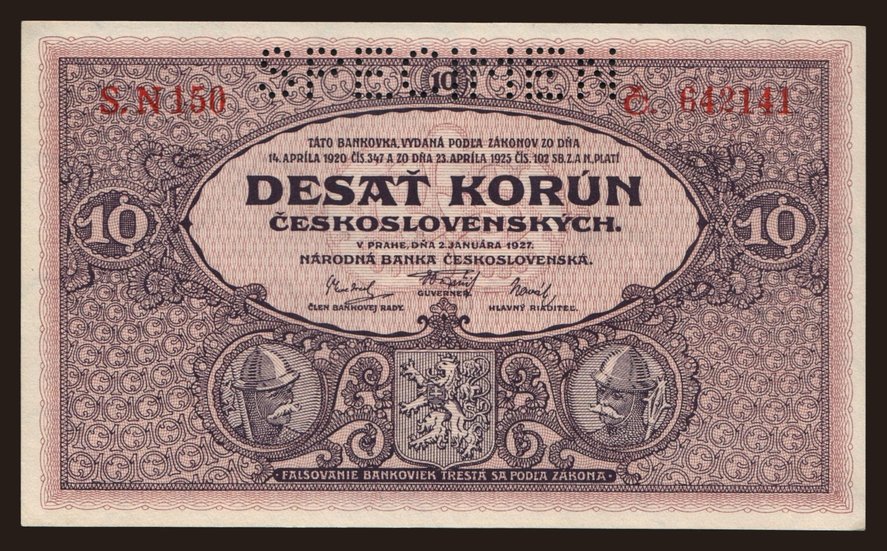 SPECIMEN
10
S.N 150 Č. 642141
TÁTO BANKOVKA, VYDANÁ PODĽA ZÁKONOV ZO DŇA
14. APRÍLA 1920 ČÍS. 347 A ZO DŇA 23. APRÍLA 1925 ČÍS. 102 SB. Z. A N. PLATÍ
DESAŤ KORÚN
10 ČESKOSLOVENSKÝCH. 10
V PRAHE, DŇA 2. JANUÁRA 1927.
NÁRODNÁ BANKA ČESKOSLOVENSKÁ.
ČLEN BANKOVEJ RADY. GUVERNER. HLAVNÝ RIADITEĽ.
FALŠOVANIE BANKOVIEK TRESTÁ SA PODĽA ZÁKONA